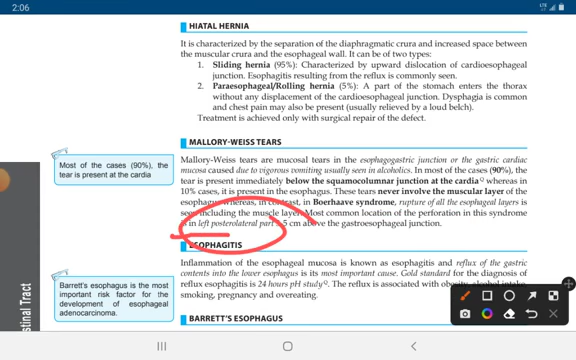 2:06
LTE
HIATAL HERNIA
It is characterized by the separation of the diaphragmatic crura and increased space between
the muscular crura and the esophageal wall. It can be of two types:
1. Sliding hernia (95%): Characterized by upward dislocation of cardioesophageal
junction. Esophagitis resulting from the reflux is commonly seen.
2. Paraesophageal/Rolling hernia (5%): A part of the stomach enters the thorax
without any displacement of the cardioesophageal junction. Dysphagia is common
and chest pain may also be present (usually relieved by a loud belch).
Treatment is achieved only with surgical repair of the defect.
MALLORY-WEISS TEARS
Mallory-Weiss tears are mucosal tears in the esophagogastric junction or the gastric cardiac
mucosa caused due to vigorous vomiting usually seen in alcoholics. In most of the cases (90%),
the tear is present immediately below the squamocolumnar junction at the cardiaQ whereas in
10% cases, it is present in the esophagus. These tears never involve the muscular layer of the
esophagus whereas, in contrast, in Boerhaave syndrome, rupture of all the esophageal layers is
seen including the muscle layer. Most common location of the perforation in this syndrome
is in left posterolateral part 3-5 cm above the gastroesophageal junction.
Most of the cases (90%), the
tear is present at the cardia
ESOPHAGITIS
Inflammation of the esophageal mucosa is known as esophagitis and reflux of the gastric
contents into the lower esophagus is its most important cause. Gold standard for the diagnosis of
reflux esophagitis is 24 hours pH studyQ. The reflux is associated with obesity, alcohol intake,
smoking, pregnancy and overeating.
Barrett's esophagus is the most
important risk factor for the
development of esophageal
adenocarcinoma.
BARRETT'S ESOPHAGUS
stinal Tract